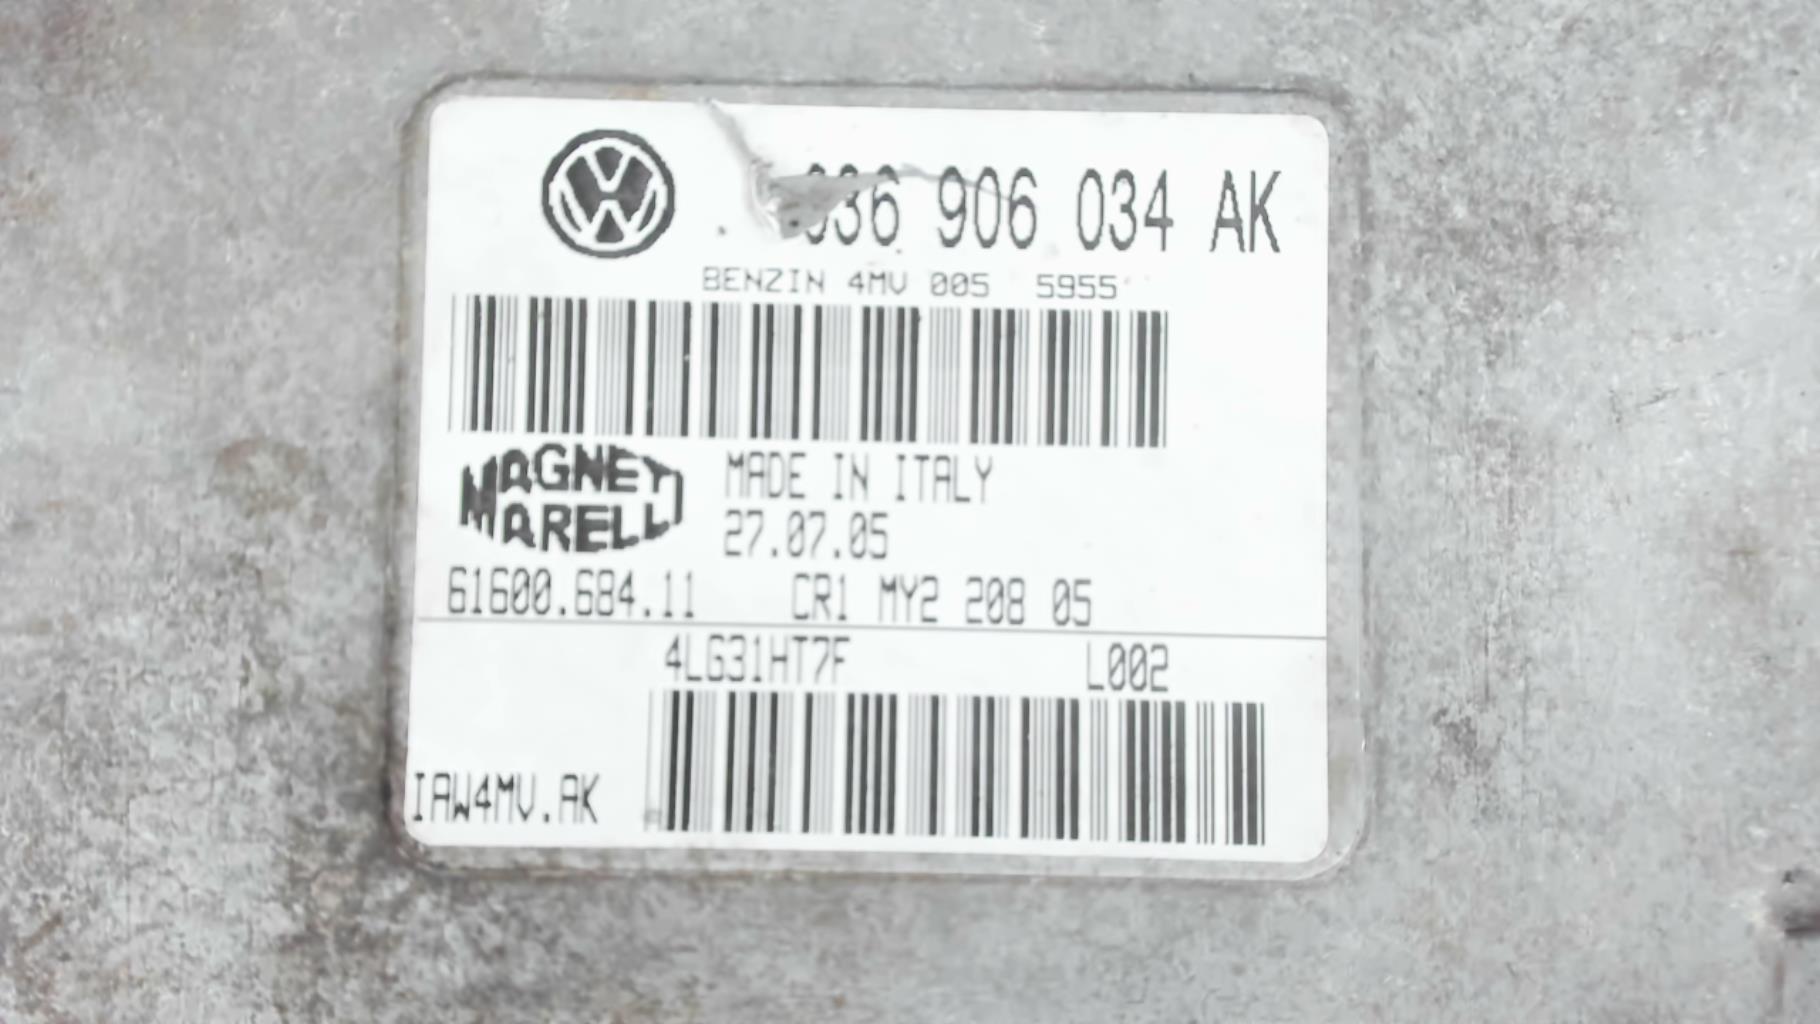 036 906 034 AK
BENZIN 4MV 005 5955
MAGNETI
MARELLI
MADE IN ITALY
27.07.05
61600.684.11 CR1 MY2 208 05
4LG31HT7F L002
IAW4MV.AK